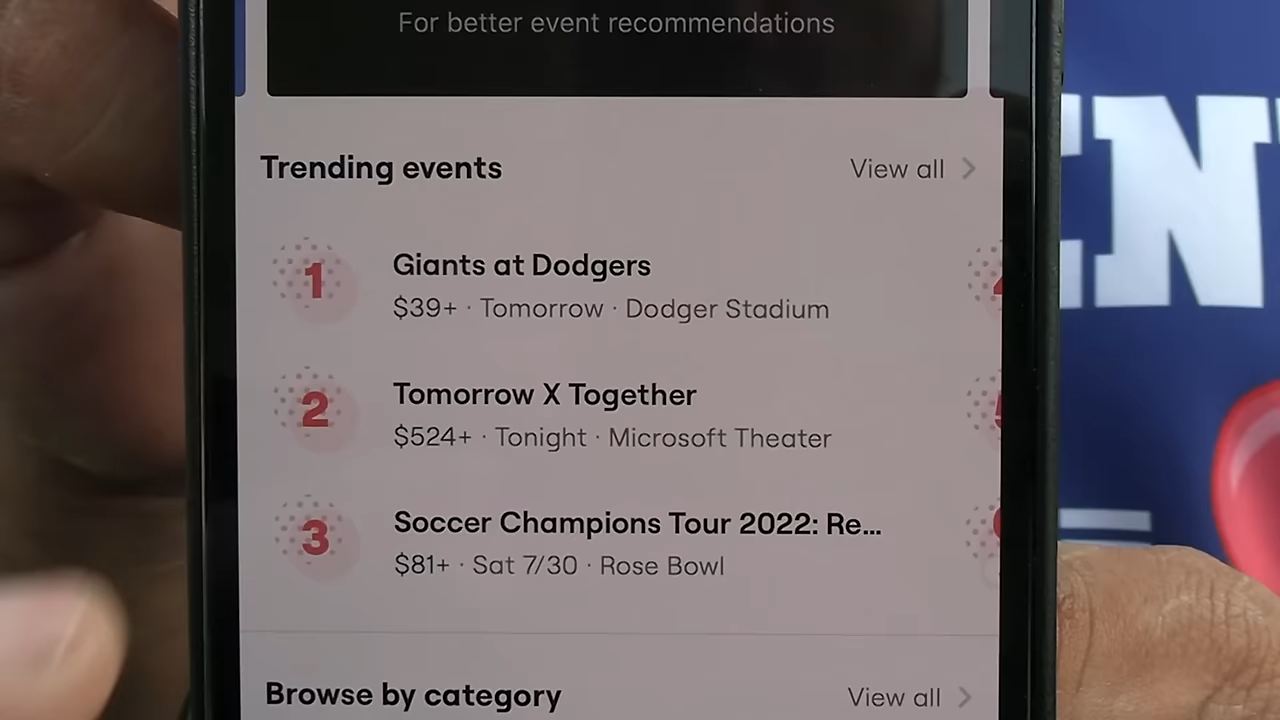 For better event recommendations
Trending events
View all
1
Giants at Dodgers
$39+ · Tomorrow · Dodger Stadium
2
Tomorrow X Together
$524+ · Tonight · Microsoft Theater
3
Soccer Champions Tour 2022: Re...
$81+ · Sat 7/30 · Rose Bowl
Browse by category
View all
EN